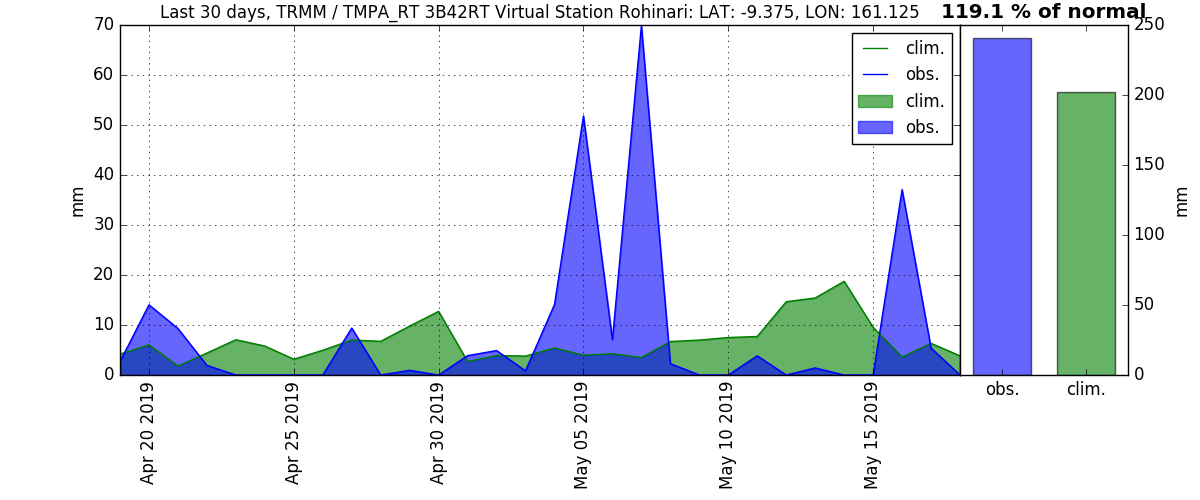 Last 30 days, TRMM / TMPA_RT 3B42RT Virtual Station Rohinari: LAT: -9.375, LON: 161.125
119.1 % of normal
70
60
50
40
30
20
10
0
mm
clim.
obs.
clim.
obs.
250
200
150
100
50
0
mm
Apr 20 2019
Apr 25 2019
Apr 30 2019
May 05 2019
May 10 2019
May 15 2019
obs.
clim.